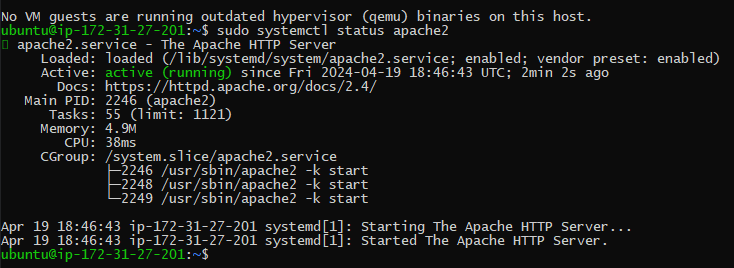 No VM guests are running outdated hypervisor (qemu) binaries on this host.
ubuntu@ip-172-31-27-201:~$ sudo systemctl status apache2
▯ apache2.service - The Apache HTTP Server
     Loaded: loaded (/lib/systemd/system/apache2.service; enabled; vendor preset: enabled)
     Active: active (running) since Fri 2024-04-19 18:46:43 UTC; 2min 2s ago
       Docs: https://httpd.apache.org/docs/2.4/
   Main PID: 2246 (apache2)
      Tasks: 55 (limit: 1121)
     Memory: 4.9M
        CPU: 38ms
     CGroup: /system.slice/apache2.service
             ├─2246 /usr/sbin/apache2 -k start
             ├─2248 /usr/sbin/apache2 -k start
             └─2249 /usr/sbin/apache2 -k start
Apr 19 18:46:43 ip-172-31-27-201 systemd[1]: Starting The Apache HTTP Server...
Apr 19 18:46:43 ip-172-31-27-201 systemd[1]: Started The Apache HTTP Server.
ubuntu@ip-172-31-27-201:~$